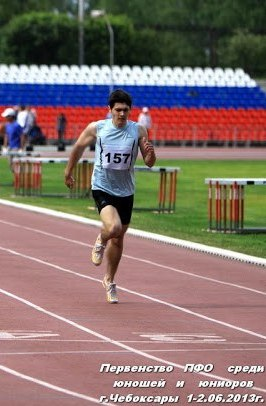 157
Первенство ПФО среди
юношей и юниоров
г.Чебоксары 1-2.06.2013г.